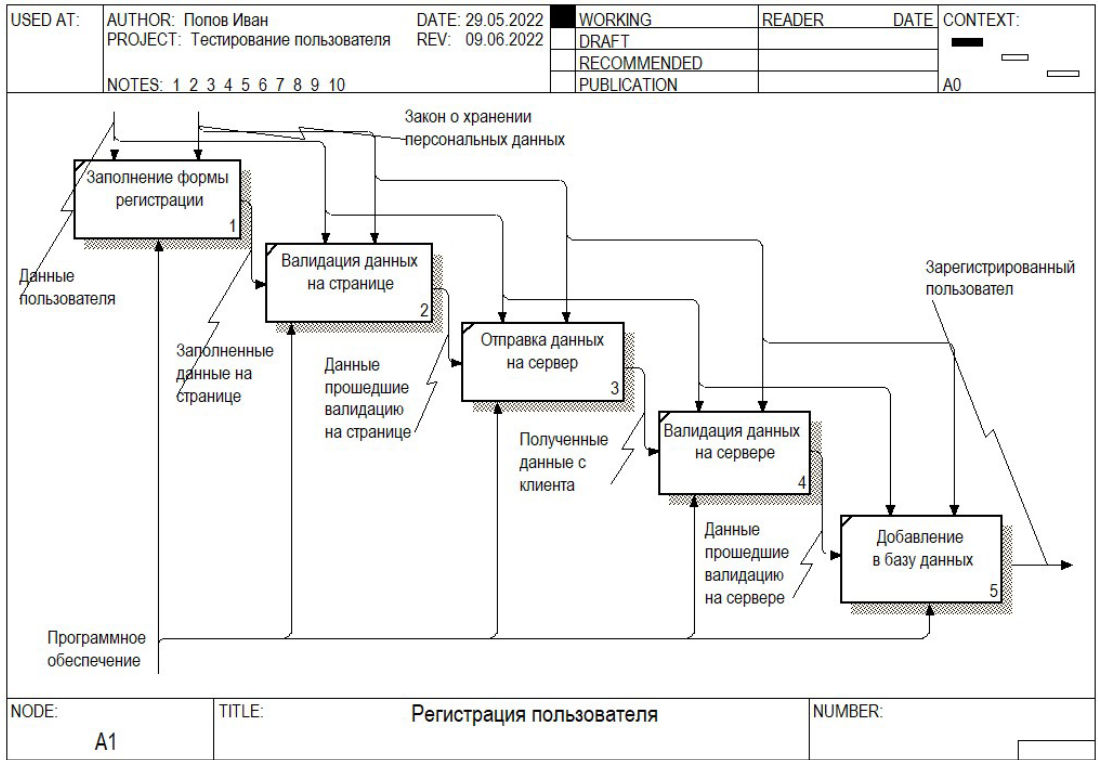 USED AT:
AUTHOR: Попов Иван
DATE: 29.05.2022
PROJECT: Тестирование пользователя
REV: 09.06.2022
NOTES: 1 2 3 4 5 6 7 8 9 10
WORKING
DRAFT
RECOMMENDED
PUBLICATION
READER DATE
CONTEXT:
A0
Закон о хранении
персональных данных
Заполнение формы
регистрации
1
Данные
пользователя
Валидация данных
на странице
2
Заполненные
данные на
странице
Зарегистрированный
пользовател
Отправка данных
на сервер
3
Данные
прошедшие
валидацию
на странице
Валидация данных
на сервере
4
Полученные
данные с
клиента
Добавление
в базу данных
5
Данные
прошедшие
валидацию
на сервере
Программное
обеспечение
NODE:
A1
TITLE:
Регистрация пользователя
NUMBER: